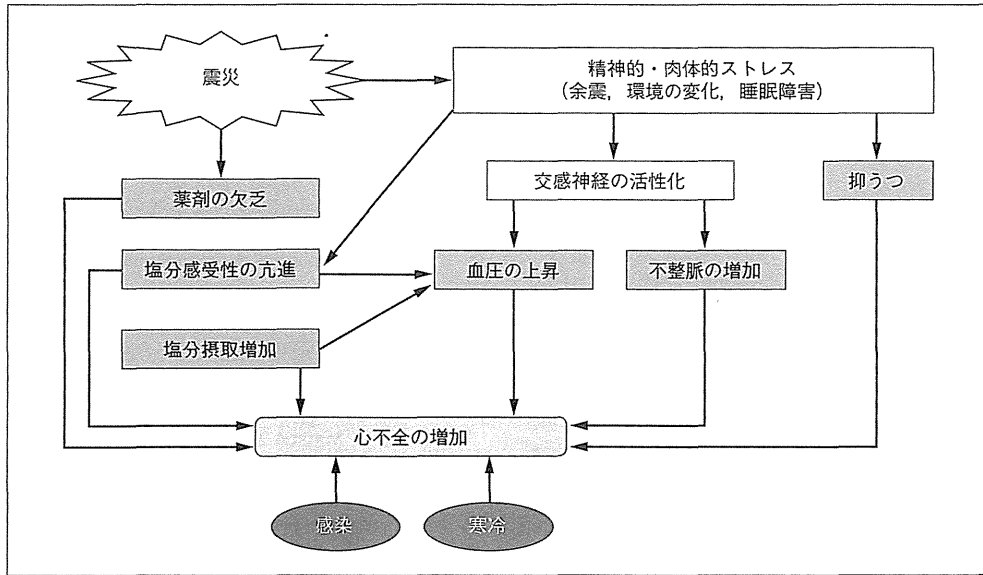 震災
精神的・肉体的ストレス
(余震，環境の変化，睡眠障害)
交感神経の活性化
抑うつ
薬剤の欠乏
塩分感受性の亢進
血圧の上昇
不整脈の増加
塩分摂取増加
心不全の増加
感染
寒冷